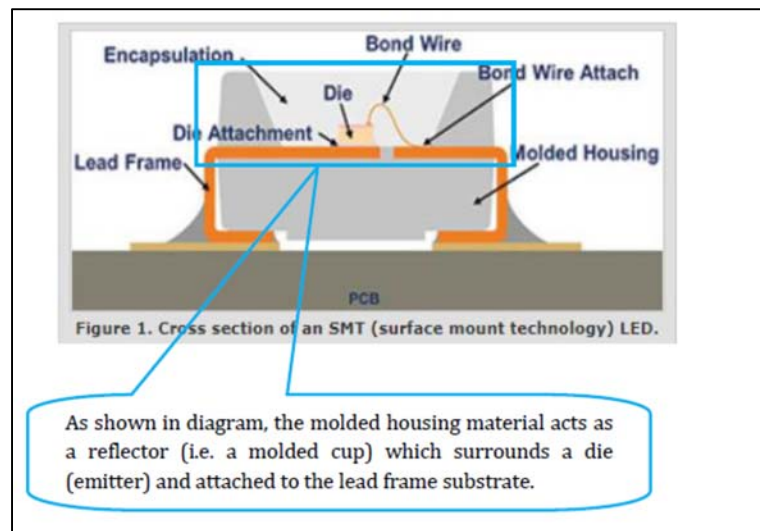 Bond Wire
Encapsulation
Bond Wire Attach
Die
Die Attachment
Lead Frame
Molded Housing
PCB
Figure 1. Cross section of an SMT (surface mount technology) LED.
As shown in diagram, the molded housing material acts as
a reflector (i.e. a molded cup) which surrounds a die
(emitter) and attached to the lead frame substrate.